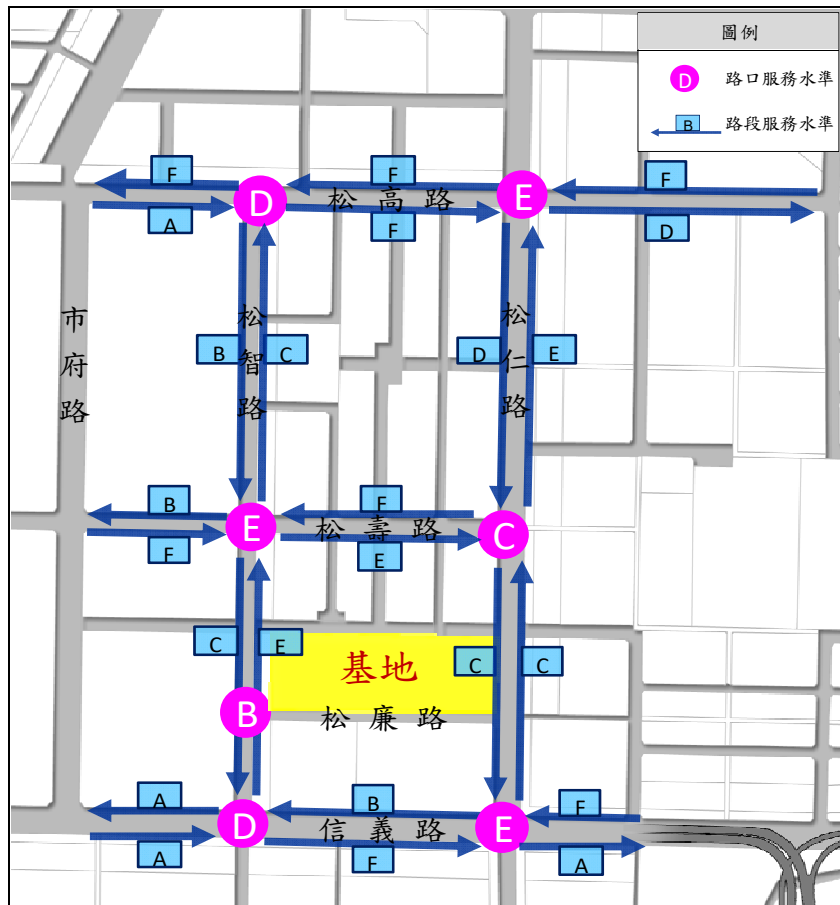 圖例
D 路口服務水準
B 路段服務水準
F F F
D 松高路 E
A F D
市府路
松智路
松仁路
B C D E
B F
E 松壽路 C
F E
C E C C
基地
B 松廉路
A B F
D 信義路 E
A F A